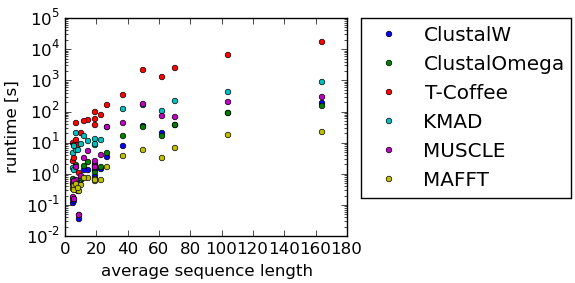 10^5
10^4
10^3
10^2
10^1
10^0
10^-1
10^-2
runtime [s]
0 20 40 60 80 100 120 140 160 180
average sequence length
ClustalW
ClustalOmega
T-Coffee
KMAD
MUSCLE
MAFFT